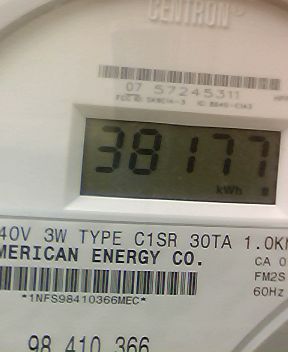 CENTRON
07 57245311
38177
kWh
40V 3W TYPE C1SR 30TA 1.0K
MERICAN ENERGY CO.
CA 0
FM2S
60Hz
*1NFS98410366MEC*
98 410 366